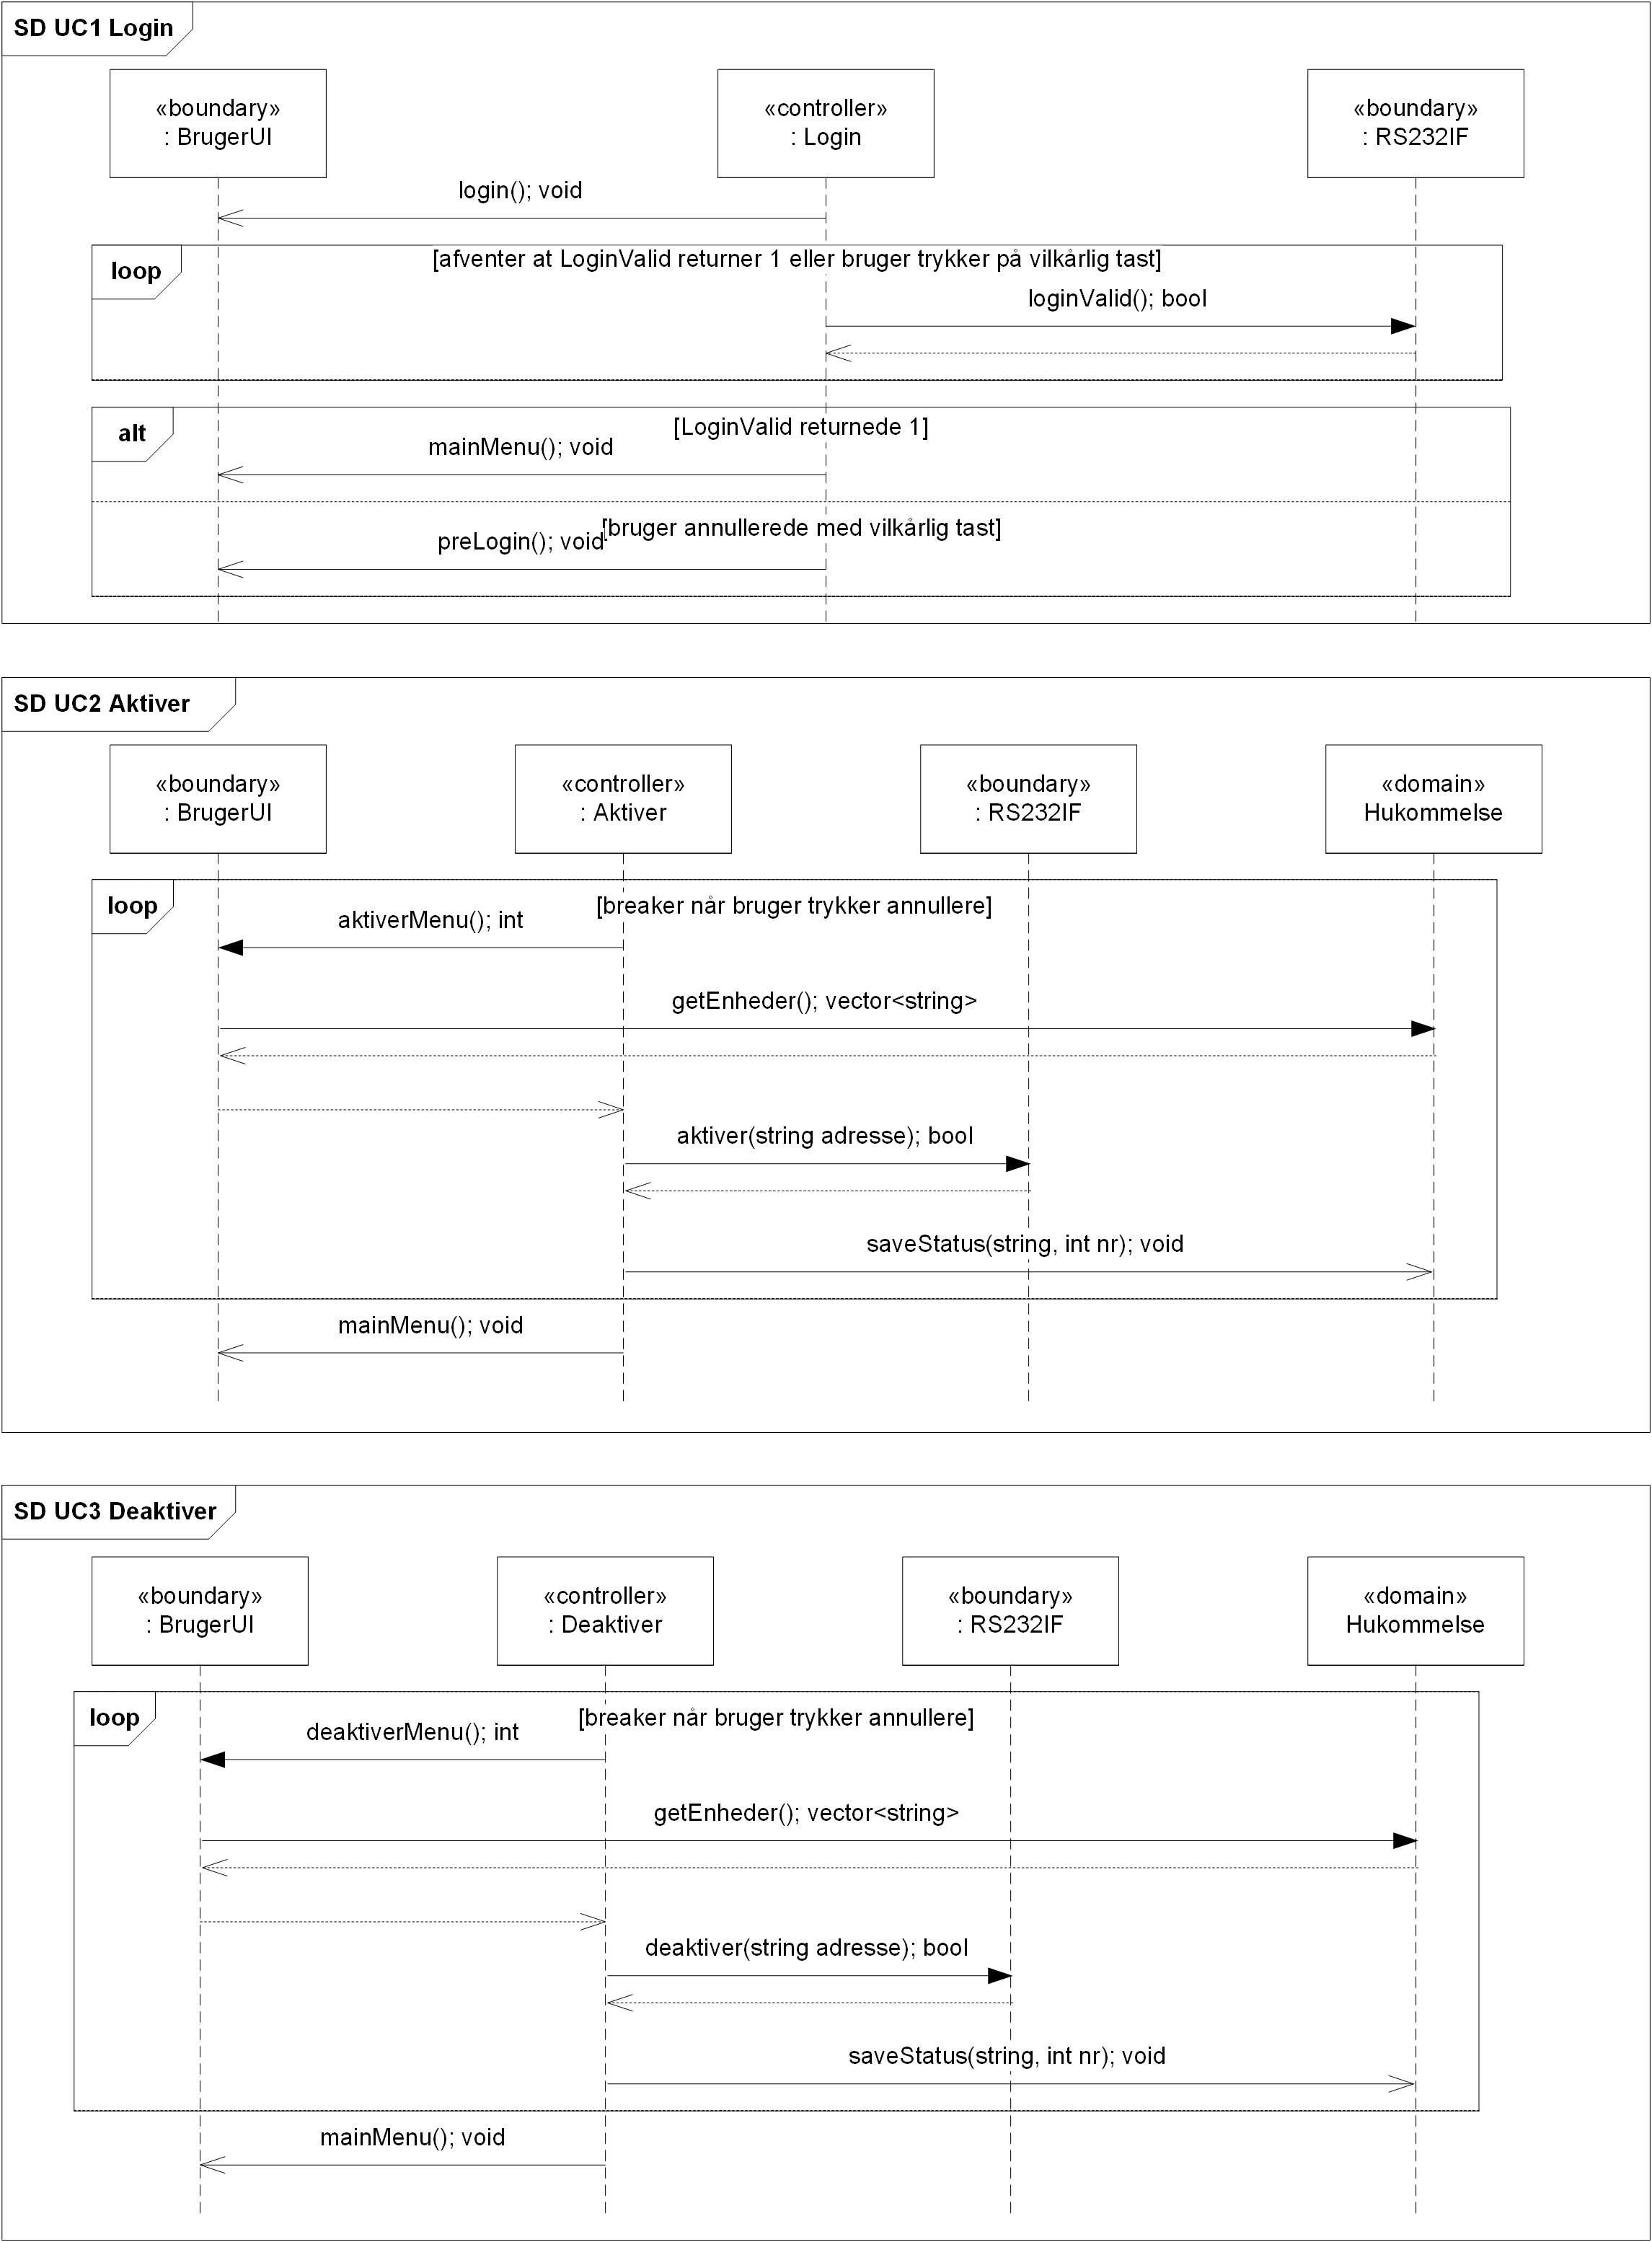 SD UC1 Login
«boundary»
: BrugerUI
«controller»
: Login
«boundary»
: RS232IF
login(); void
loop
[afventer at LoginValid returner 1 eller bruger trykker på vilkårlig tast]
loginValid(); bool
alt
[LoginValid returnede 1]
mainMenu(); void
[bruger annullerede med vilkårlig tast]
preLogin(); void
SD UC2 Aktiver
«boundary»
: BrugerUI
«controller»
: Aktiver
«boundary»
: RS232IF
«domain»
Hukommelse
loop
[breaker når bruger trykker annullere]
aktiverMenu(); int
getEnheder(); vector<string>
aktiver(string adresse); bool
saveStatus(string, int nr); void
mainMenu(); void
SD UC3 Deaktiver
«boundary»
: BrugerUI
«controller»
: Deaktiver
«boundary»
: RS232IF
«domain»
Hukommelse
loop
[breaker når bruger trykker annullere]
deaktiverMenu(); int
getEnheder(); vector<string>
deaktiver(string adresse); bool
saveStatus(string, int nr); void
mainMenu(); void